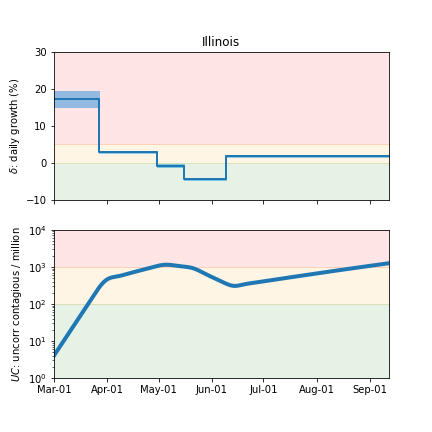 Illinois
30
20
10
0
−10
δ: daily growth (%)
10⁴
10³
10²
10¹
10⁰
UC: uncorr contagious / million
Mar-01 Apr-01 May-01 Jun-01 Jul-01 Aug-01 Sep-01